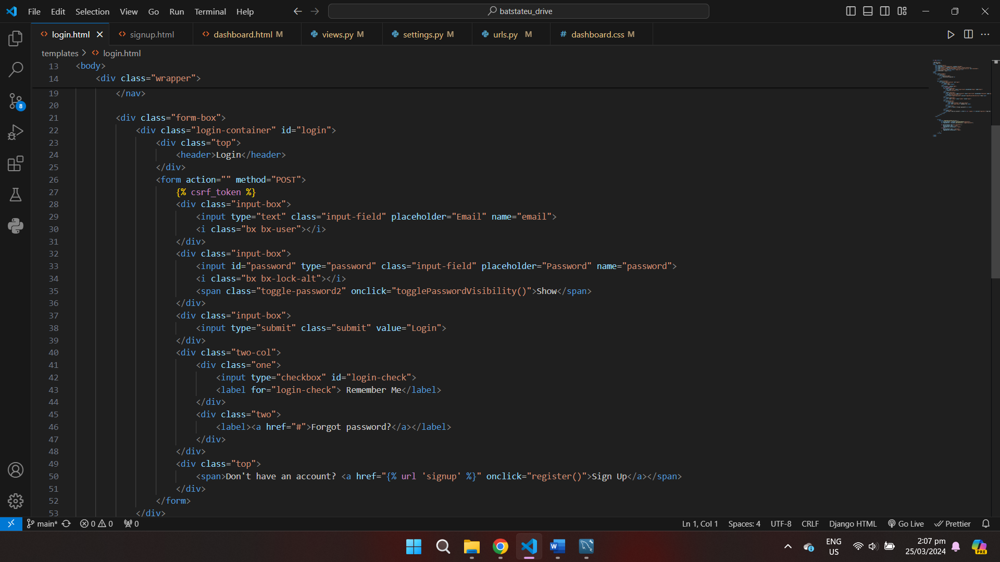 File Edit Selection View Go Run Terminal Help batstateu_drive
login.html signup.html dashboard.html M views.py M settings.py M urls.py M # dashboard.css M
templates > login.html
13 <body>
14 <div class="wrapper">
19 </nav>
20
21 <div class="form-box">
22 <div class="login-container" id="login">
23 <div class="top">
24 <header>Login</header>
25 </div>
26 <form action="" method="POST">
27 {% csrf_token %}
28 <div class="input-box">
29 <input type="text" class="input-field" placeholder="Email" name="email">
30 <i class="bx bx-user"></i>
31 </div>
32 <div class="input-box">
33 <input id="password" type="password" class="input-field" placeholder="Password" name="password">
34 <i class="bx bx-lock-alt"></i>
35 <span class="toggle-password2" onclick="togglePasswordVisibility()">Show</span>
36 </div>
37 <div class="input-box">
38 <input type="submit" class="submit" value="Login">
39 </div>
40 <div class="two-col">
41 <div class="one">
42 <input type="checkbox" id="login-check">
43 <label for="login-check"> Remember Me</label>
44 </div>
45 <div class="two">
46 <label><a href="#">Forgot password?</a></label>
47 </div>
48 </div>
49 <div class="top">
50 <span>Don't have an account? <a href="{% url 'signup' %}" onclick="register()">Sign Up</a></span>
51 </div>
52 </form>
53 </div>
8
main* 0 0 0 Ln 1, Col 1 Spaces: 4 UTF-8 CRLF Django HTML Go Live Prettier
ENG
US
2:07 pm
25/03/2024
PRE